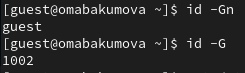 [guest@omabakumova ~]$ id -Gn
guest
[guest@omabakumova ~]$ id -G
1002